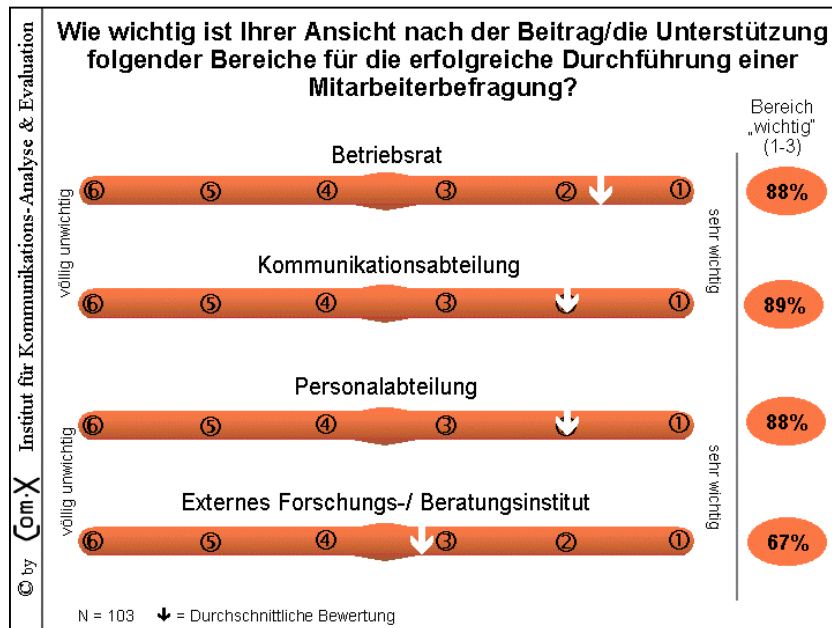 Wie wichtig ist Ihrer Ansicht nach der Beitrag/die Unterstützung
folgender Bereiche für die erfolgreiche Durchführung einer
Mitarbeiterbefragung?
Bereich
„wichtig"
(1-3)
Betriebsrat
⑥ ⑤ ④ ③ ② ①
88%
völlig unwichtig
sehr wichtig
Kommunikationsabteilung
⑥ ⑤ ④ ③ ①
89%
Personalabteilung
⑥ ⑤ ④ ③ ①
88%
völlig unwichtig
sehr wichtig
Externes Forschungs-/ Beratungsinstitut
⑥ ⑤ ④ ③ ② ①
67%
N = 103 = Durchschnittliche Bewertung
© by Com·X Institut für Kommunikations-Analyse & Evaluation